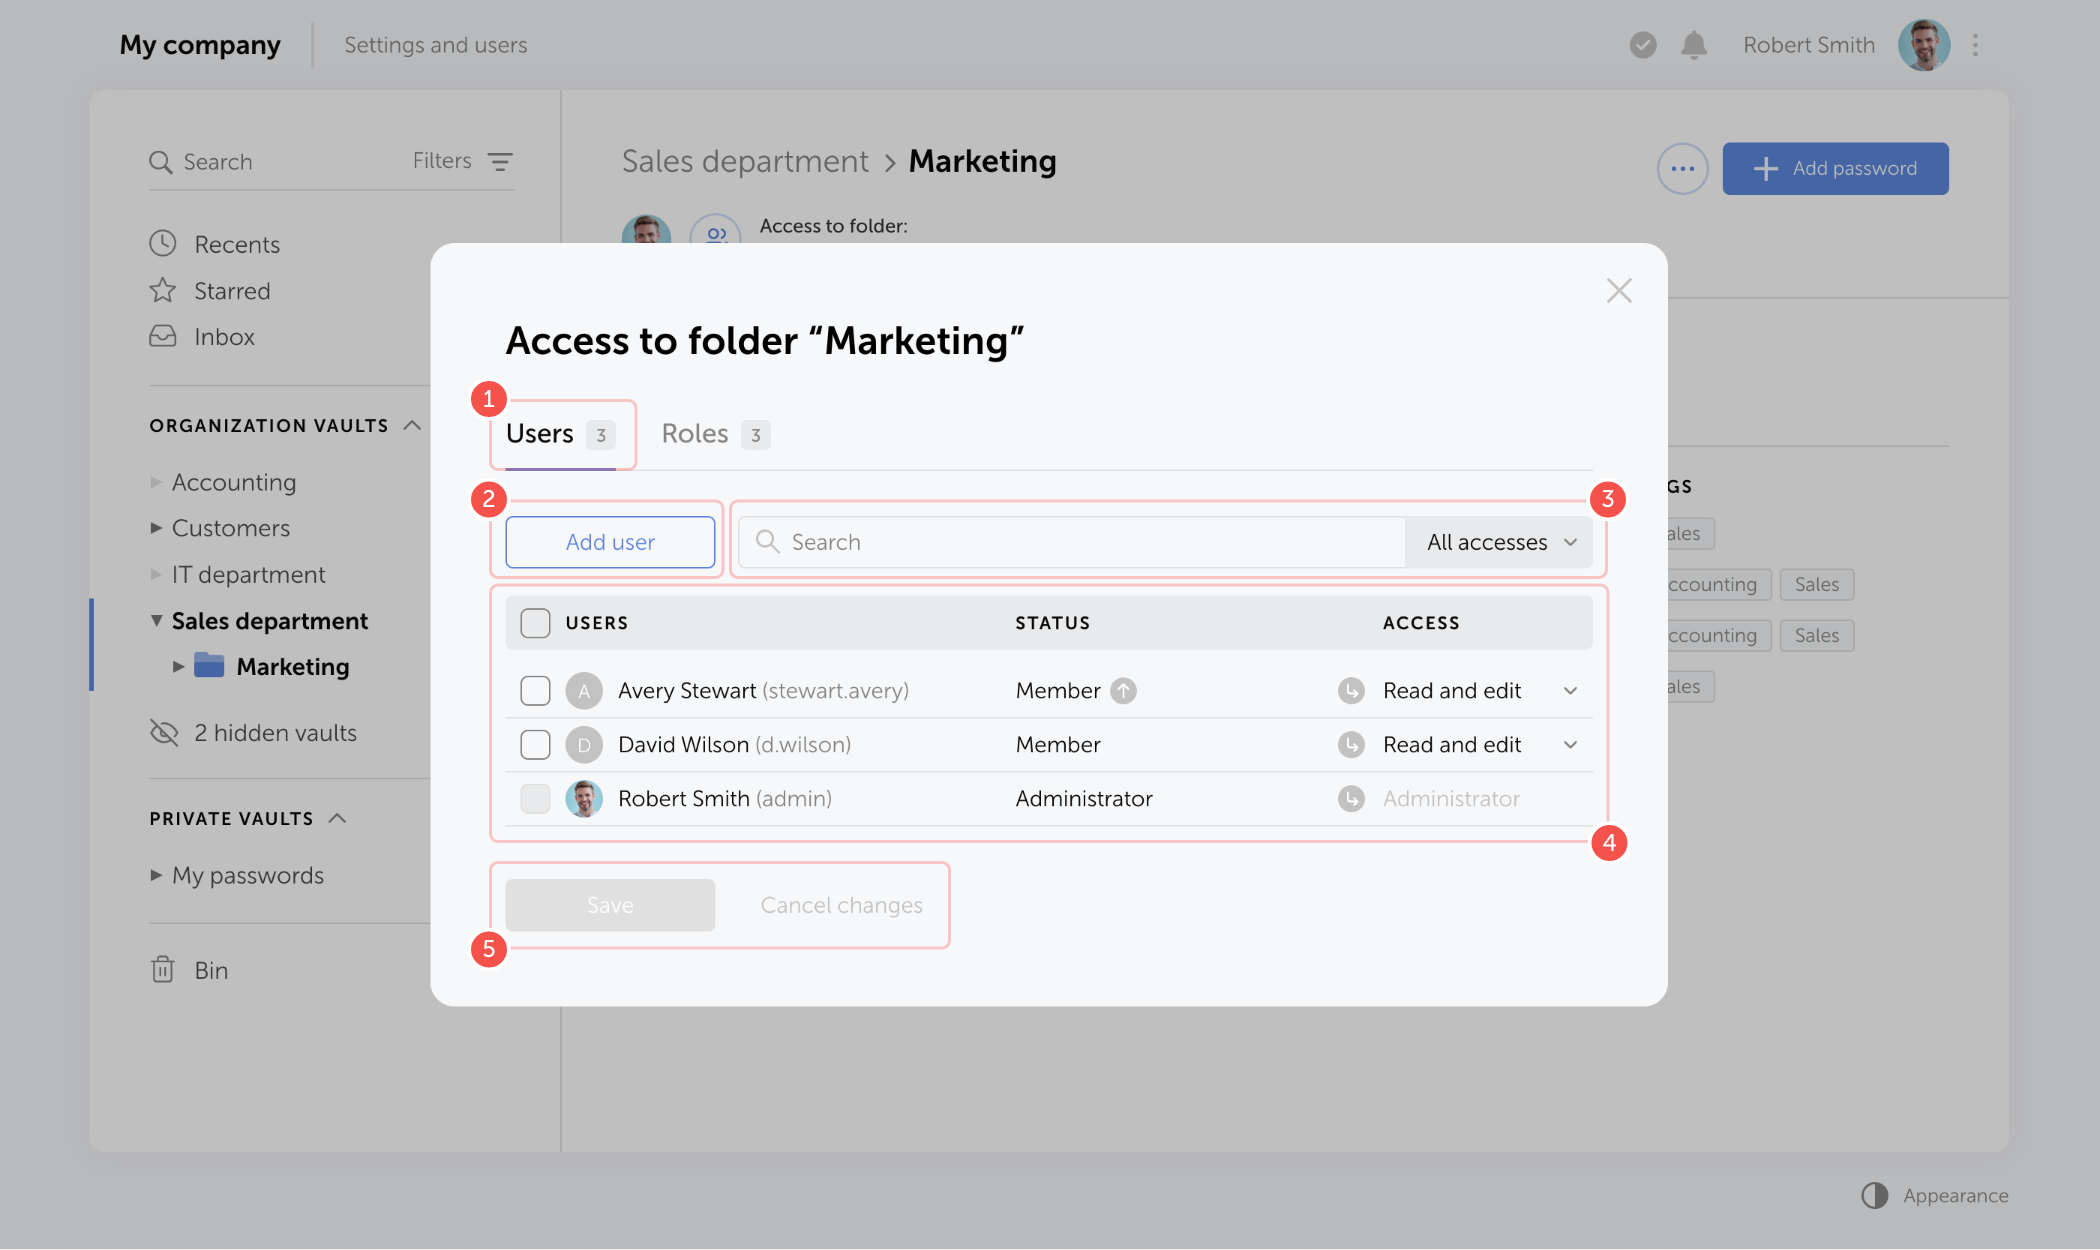 My company
Settings and users
Robert Smith
Search
Filters
Recents
Starred
Inbox
ORGANIZATION VAULTS
Accounting
Customers
IT department
Sales department
Marketing
2 hidden vaults
PRIVATE VAULTS
My passwords
Bin
Sales department > Marketing
Add password
Access to folder:
Access to folder “Marketing”
1
Users 3
Roles 3
2
Add user
Search
All accesses
3
USERS STATUS ACCESS
A Avery Stewart (stewart.avery) Member Read and edit
D David Wilson (d.wilson) Member Read and edit
Robert Smith (admin) Administrator Administrator
4
Save
Cancel changes
5
GS
ales
ccounting Sales
ccounting Sales
ales
Appearance